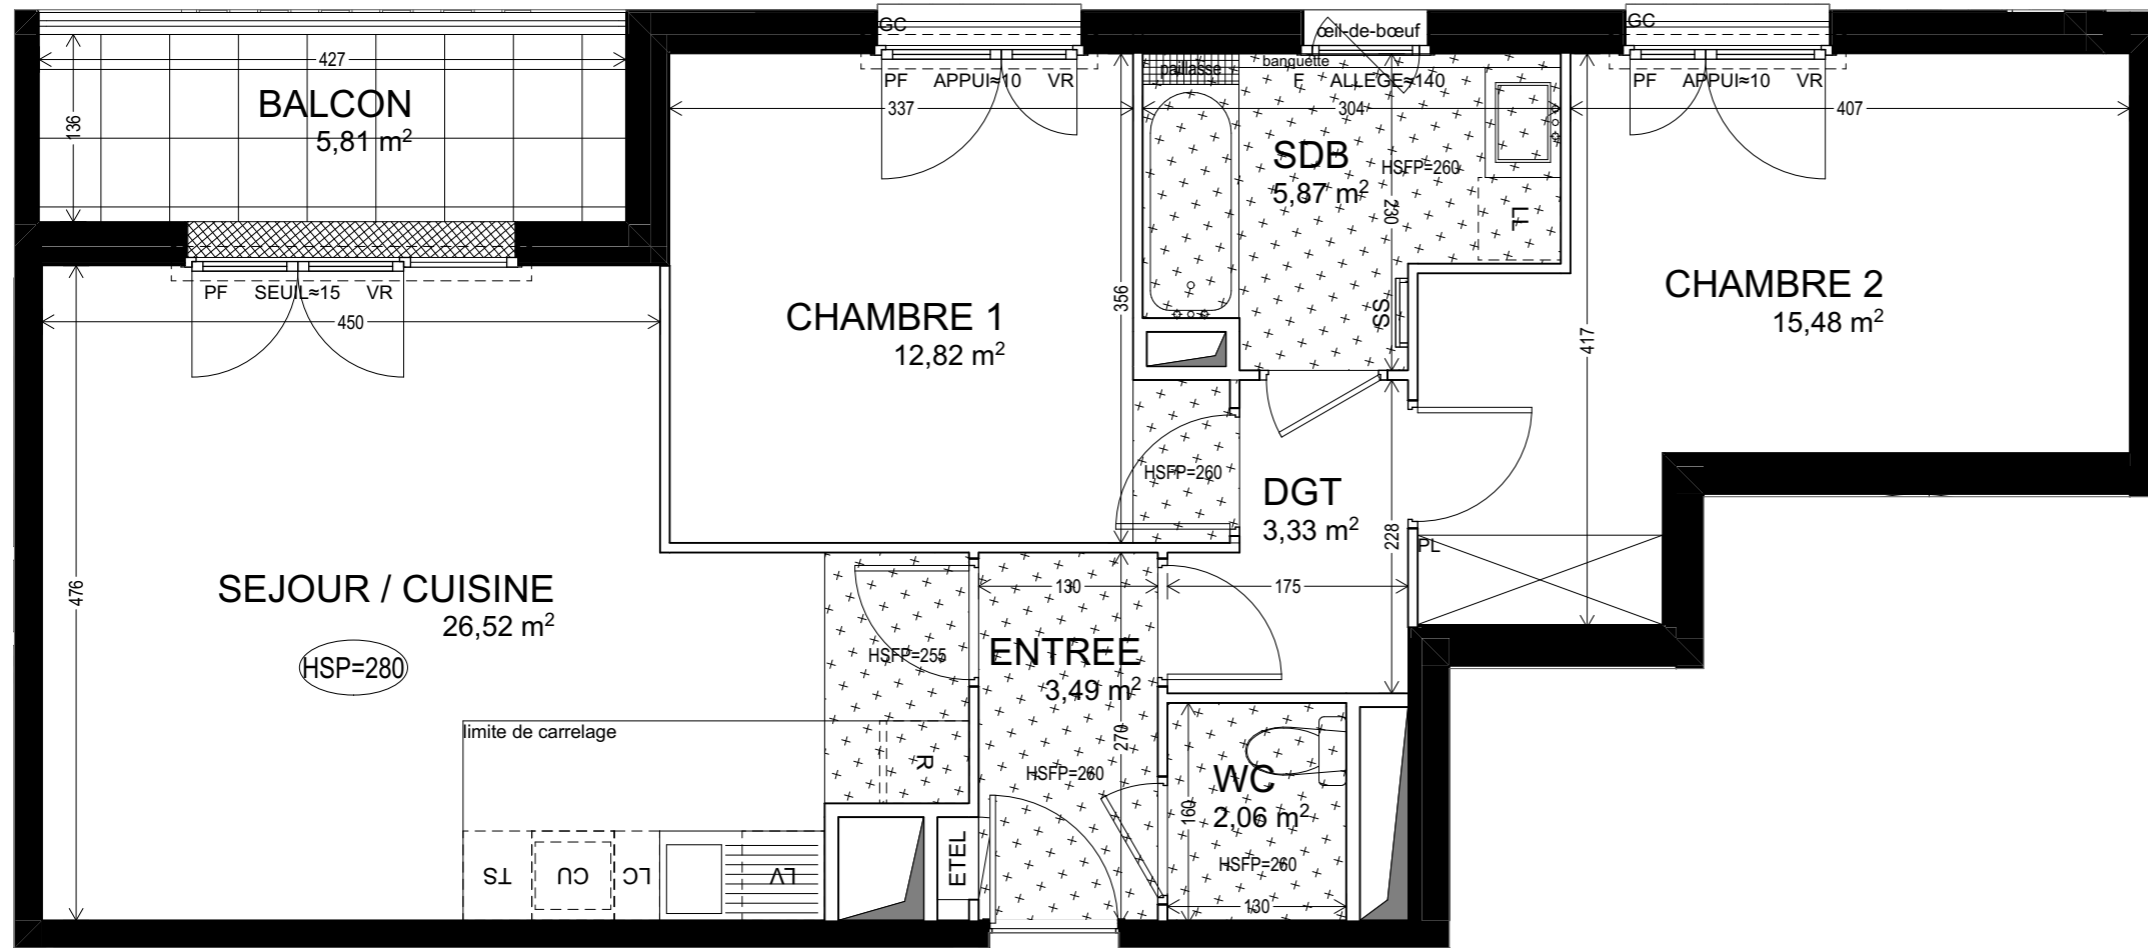 GC
œil-de-bœuf
GC
427
PF APPUI≈10 VR
paillasse
banquette
F ALLEGE≈140
PF APPUI≈10 VR
BALCON
5,81 m²
136
337
304
407
SDB
5,87 m²
HSFP=260
230
LL
PF SEUIL≈15 VR
450
CHAMBRE 1
12,82 m²
356
SS
417
CHAMBRE 2
15,48 m²
HSFP=260
DGT
3,33 m²
228
PL
SEJOUR / CUISINE
26,52 m²
476
HSP=280
130
175
HSFP=255
ENTREE
3,49 m²
270
HSFP=260
limite de carrelage
R
WC
2,06 m²
160
HSFP=260
130
TS
CU
LC
LV
ETEL